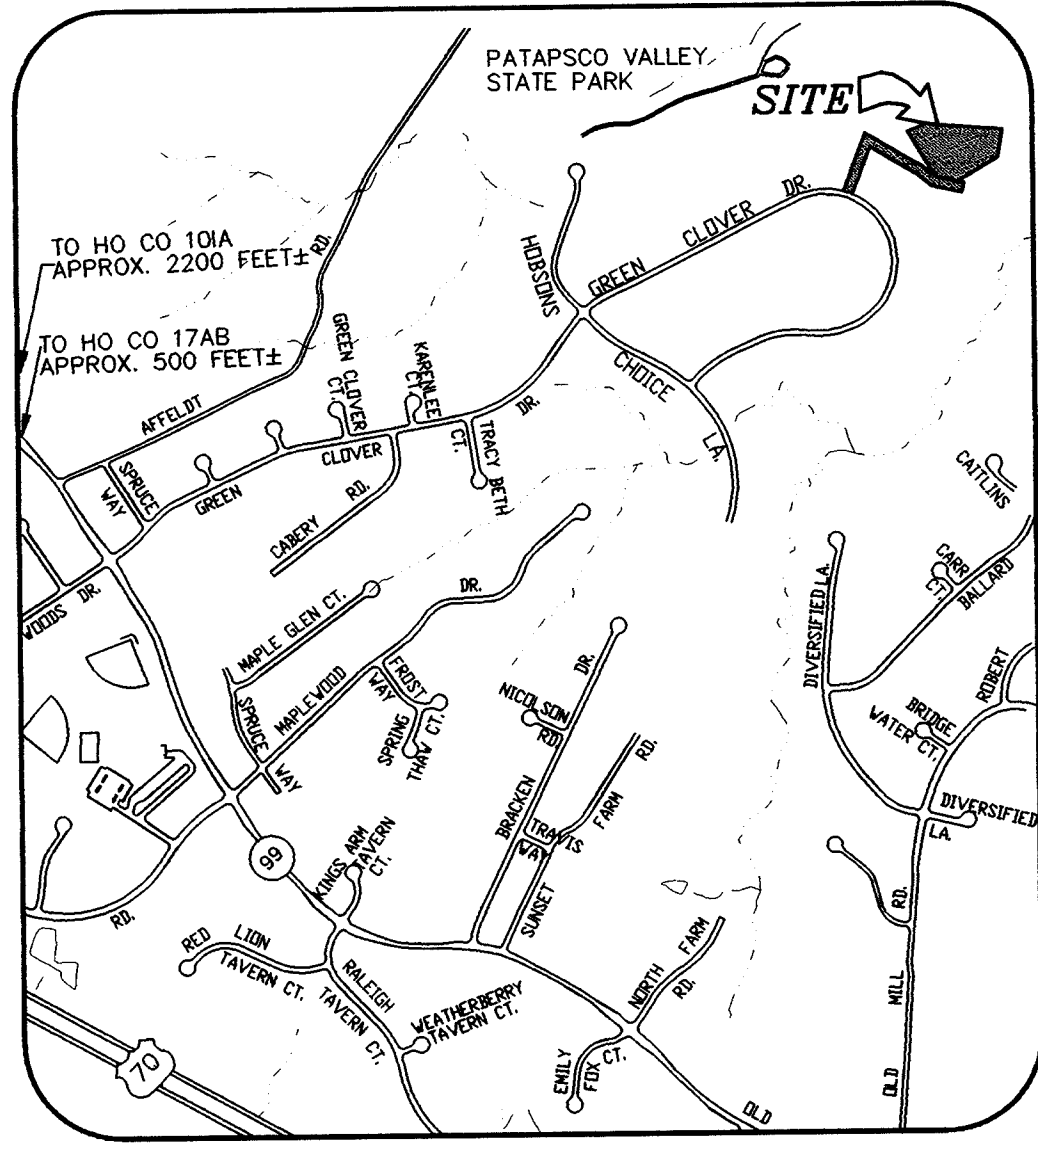 PATAPSCO VALLEY
STATE PARK
SITE
TO HO CO 101A
APPROX. 2200 FEET±
RD.
TO HO CO 17AB
APPROX. 500 FEET±
HOBSONS
CHOICE
LA.
GREEN CLOVER DR.
AFFELDT
GREEN CLOVER
CT.
KARENLEE
CT.
DR.
TRACY BETH
CT.
GREEN
CLOVER
SPRUCE
WAY
CABERY RD.
WOODS DR.
CAITLINS
CARR
CT.
BALLARD
DIVERSIFIED LA.
ROBERT
BRIDGE
WATER CT.
DIVERSIFIED
LA.
MAPLE GLEN CT.
SPRUCE
WAY
MAPLEWOOD
DR.
FROST
WAY
SPRING
THAW CT.
NICOLSON
RD.
BRACKEN
DR.
TRAVIS
WAY
SUNSET
FARM
RD.
99
KINGS ARM
TAVERN
CT.
RD.
RED LION
TAVERN CT.
RALEIGH
TAVERN CT.
WEATHERBERRY
TAVERN CT.
NORTH FARM
RD.
EMILY
FOX CT.
70
OLD
OLD MILL RD.